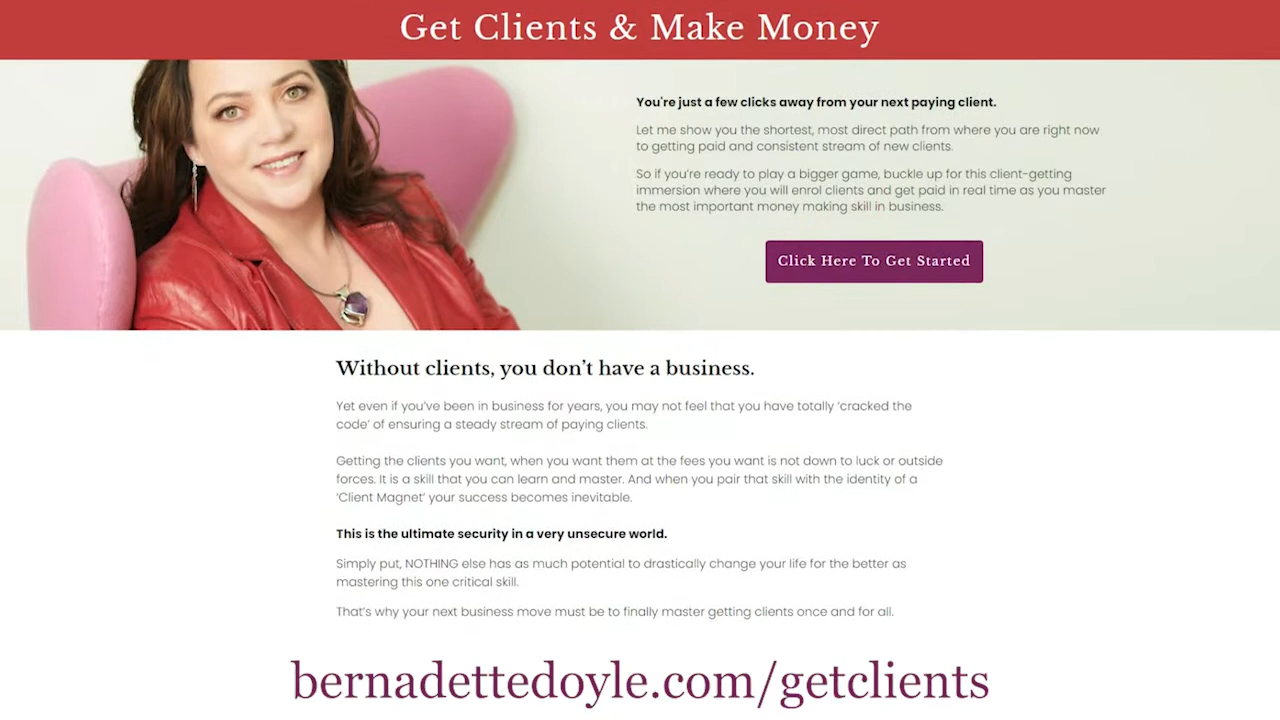 Get Clients & Make Money
You're just a few clicks away from your next paying client.
Let me show you the shortest, most direct path from where you are right now
to getting paid and consistent stream of new clients.
So if you’re ready to play a bigger game, buckle up for this client-getting
immersion where you will enrol clients and get paid in real time as you master
the most important money making skill in business.
Click Here To Get Started
Without clients, you don’t have a business.
Yet even if you’ve been in business for years, you may not feel that you have totally ‘cracked the
code’ of ensuring a steady stream of paying clients.
Getting the clients you want, when you want them at the fees you want is not down to luck or outside
forces. It is a skill that you can learn and master. And when you pair that skill with the identity of a
‘Client Magnet’ your success becomes inevitable.
This is the ultimate security in a very unsecure world.
Simply put, NOTHING else has as much potential to drastically change your life for the better as
mastering this one critical skill.
That’s why your next business move must be to finally master getting clients once and for all.
bernadettedoyle.com/getclients